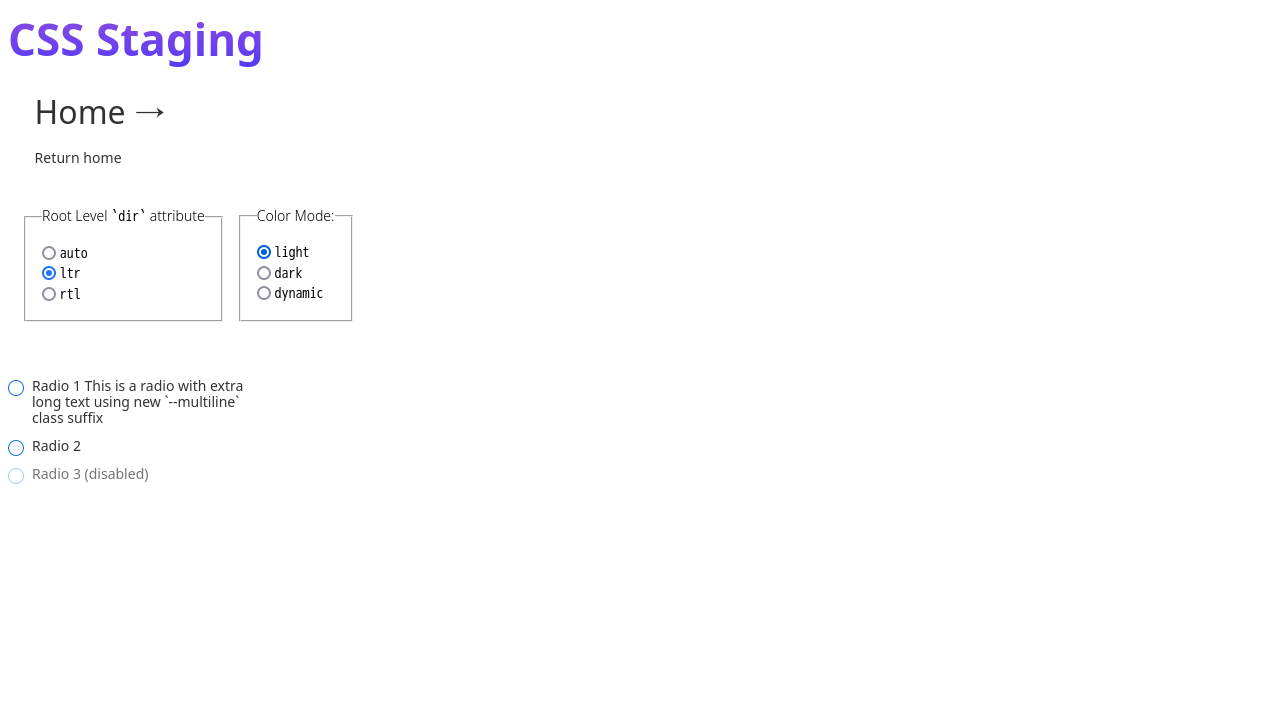 CSS Staging
Home →
Return home
Root Level `dir` attribute
auto
ltr
rtl
Color Mode:
light
dark
dynamic
Radio 1 This is a radio with extra
long text using new `--multiline`
class suffix
Radio 2
Radio 3 (disabled)